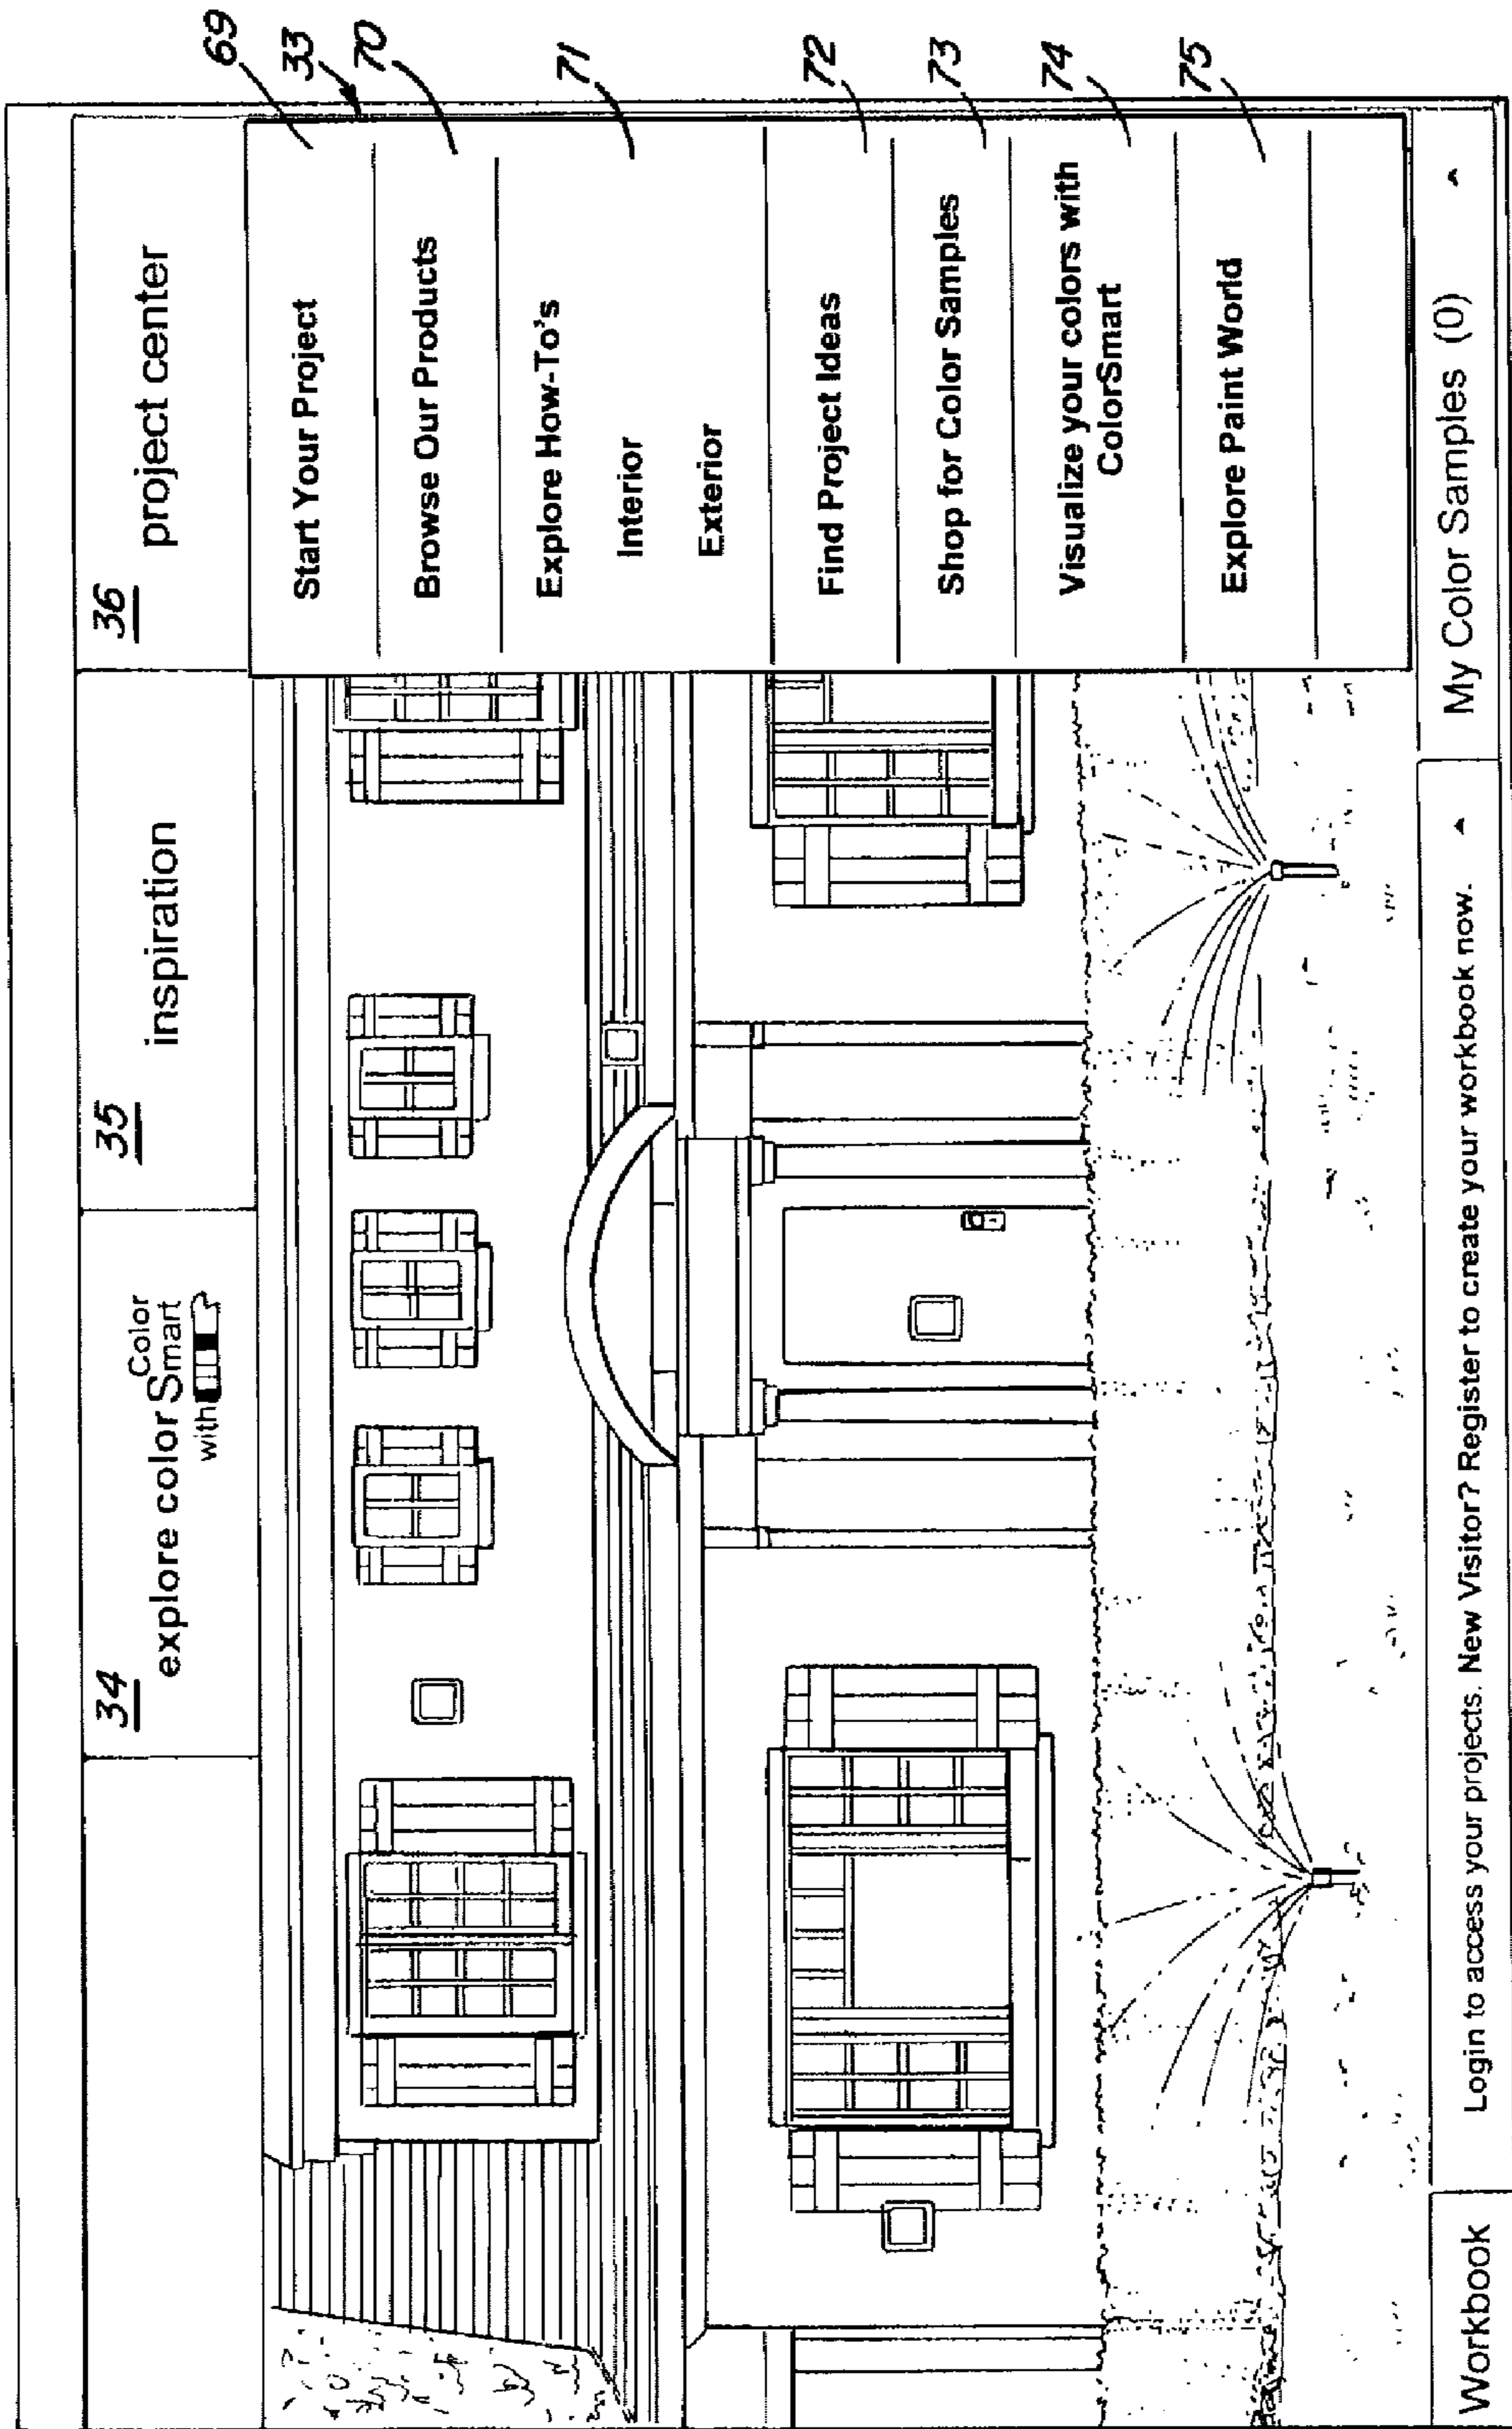 34
explore color Color
Smart
with
35
inspiration
36
project center
69
33
70
71
72
73
74
75
Start Your Project
Browse Our Products
Explore How-To's
Interior
Exterior
Find Project Ideas
Shop for Color Samples
Visualize your colors with
ColorSmart
Explore Paint World
Workbook
Login to access your projects. New Visitor? Register to create your workbook now.
My Color Samples (0)